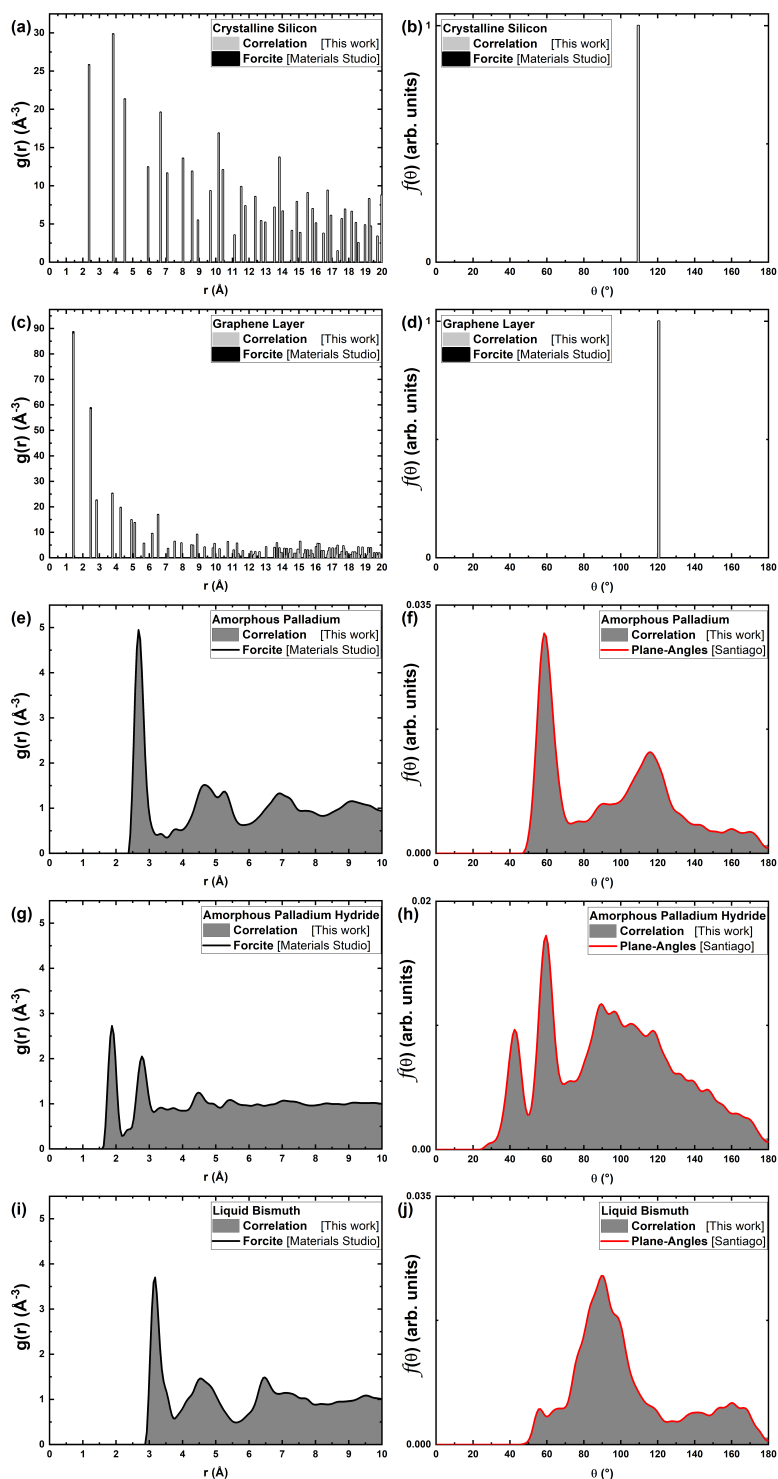 (a)
Crystalline Silicon
Correlation [This work]
Forcite [Materials Studio]
g(r) (Å-3)
30
25
20
15
10
5
0
0 1 2 3 4 5 6 7 8 9 10 11 12 13 14 15 16 17 18 19 20
r (Å)
(b)
Crystalline Silicon
Correlation [This work]
Forcite [Materials Studio]
f(θ) (arb. units)
1
0
0 20 40 60 80 100 120 140 160 180
θ (°)
(c)
Graphene Layer
Correlation [This work]
Forcite [Materials Studio]
g(r) (Å-3)
90
80
70
60
50
40
30
20
10
0
0 1 2 3 4 5 6 7 8 9 10 11 12 13 14 15 16 17 18 19 20
r (Å)
(d)
Graphene Layer
Correlation [This work]
Forcite [Materials Studio]
f(θ) (arb. units)
1
0
0 20 40 60 80 100 120 140 160 180
θ (°)
(e)
Amorphous Palladium
Correlation [This work]
Forcite [Materials Studio]
g(r) (Å-3)
5
4
3
2
1
0
0 1 2 3 4 5 6 7 8 9 10
r (Å)
(f)
Amorphous Palladium
Correlation [This work]
Plane-Angles [Santiago]
f(θ) (arb. units)
0.035
0.000
0 20 40 60 80 100 120 140 160 180
θ (°)
(g)
Amorphous Palladium Hydride
Correlation [This work]
Forcite [Materials Studio]
g(r) (Å-3)
5
4
3
2
1
0
0 1 2 3 4 5 6 7 8 9 10
r (Å)
(h)
Amorphous Palladium Hydride
Correlation [This work]
Plane-Angles [Santiago]
f(θ) (arb. units)
0.02
0.00
0 20 40 60 80 100 120 140 160 180
θ (°)
(i)
Liquid Bismuth
Correlation [This work]
Forcite [Materials Studio]
g(r) (Å-3)
5
4
3
2
1
0
0 1 2 3 4 5 6 7 8 9 10
r (Å)
(j)
Liquid Bismuth
Correlation [This work]
Plane-Angles [Santiago]
f(θ) (arb. units)
0.035
0.000
0 20 40 60 80 100 120 140 160 180
θ (°)